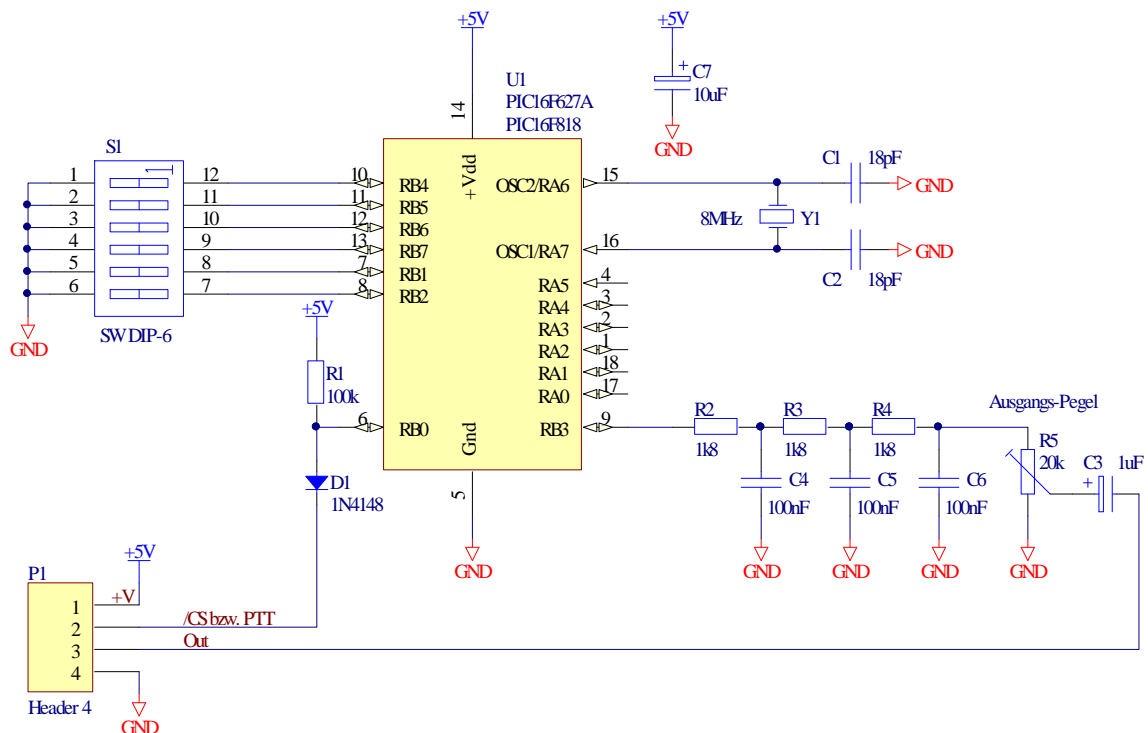 +5V
+5V
U1
PIC16F627A
PIC16F818
+
C7
10uF
GND
14
+Vdd
S1
1
1 12
2 11
3 10
4 9
5 8
6 7
SW DIP-6
GND
10 RB4
11 RB5
12 RB6
13 RB7
7 RB1
8 RB2
6 RB0
OSC2/RA6 15
OSC1/RA7 16
RA5 4
RA4 3
RA3 2
RA2 1
RA1 18
RA0 17
RB3 9
Gnd
5
GND
C1 18pF
GND
8MHz Y1
GND
C2 18pF
+5V
R1
100k
D1
1N4148
R2
1k8
R3
1k8
R4
1k8
C4
100nF
C5
100nF
C6
100nF
GND
GND
GND
GND
Ausgangs-Pegel
R5
20k
C3 1uF
+
+5V
P1
+V
/CS bzw. PTT
Out
1
2
3
4
Header 4
GND